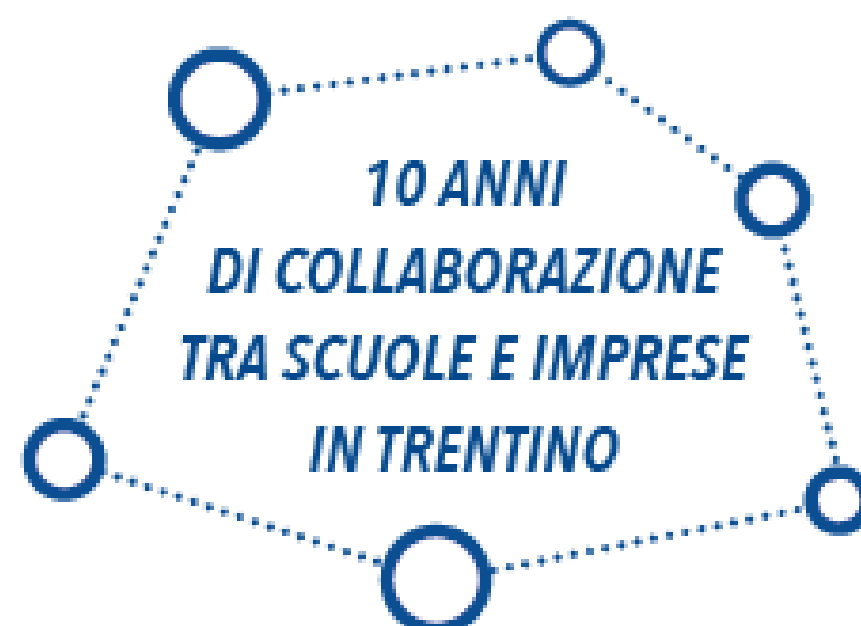 10 ANNI
DI COLLABORAZIONE
TRA SCUOLE E IMPRESE
IN TRENTINO